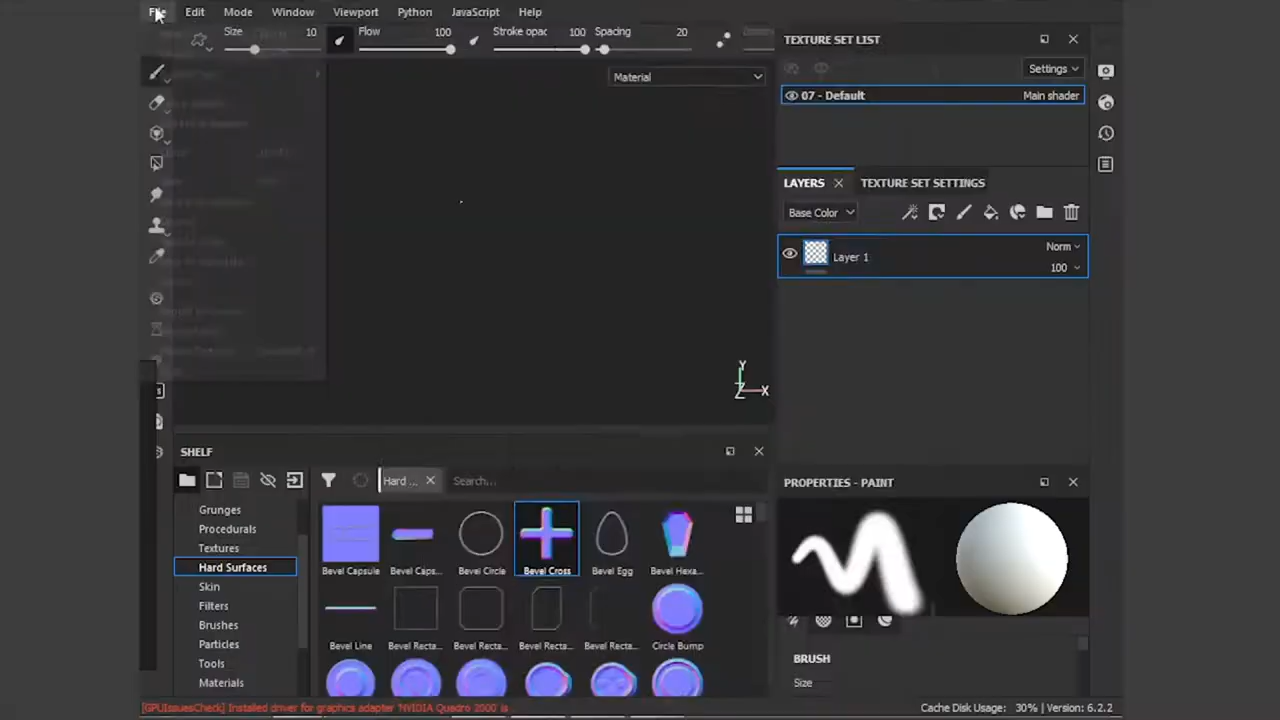 File Edit Mode Window Viewport Python JavaScript Help
Size 10 Flow 100 Stroke opac 100 Spacing 20
Material
TEXTURE SET LIST
Settings
07 - Default Main shader
LAYERS TEXTURE SET SETTINGS
Base Color
Layer 1 Norm
100
Y
Z X
SHELF
Hard ... Search...
Grunges
Procedurals
Textures
Hard Surfaces
Skin
Filters
Brushes
Particles
Tools
Materials
Bevel Capsule Bevel Caps... Bevel Circle Bevel Cross Bevel Egg Bevel Hexa...
Bevel Line Bevel Recta... Bevel Recta... Bevel Recta... Bevel Recta... Circle Bump
PROPERTIES - PAINT
BRUSH
Size
[GPUIssuesCheck] Installed driver for graphics adapter 'NVIDIA Quadro 2000' is
Cache Disk Usage: 30% | Version: 6.2.2